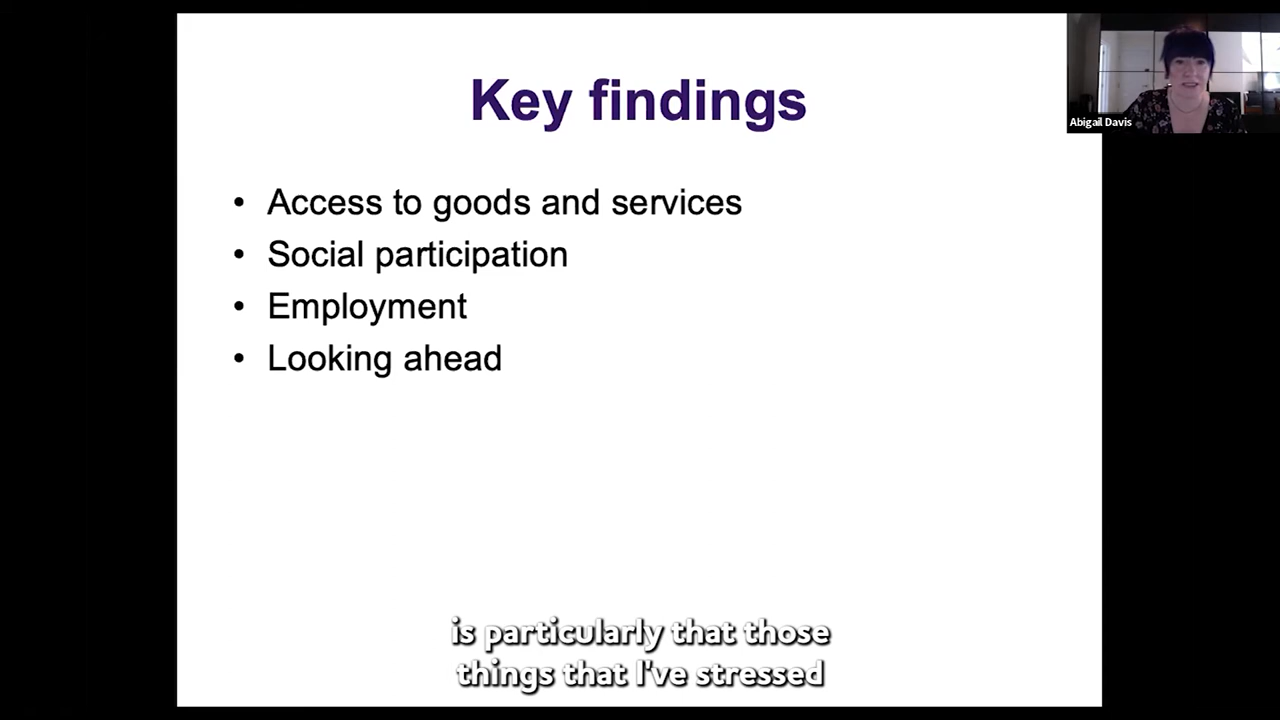 Key findings
Abigail Davis
• Access to goods and services
• Social participation
• Employment
• Looking ahead
is particularly that those
things that I've stressed